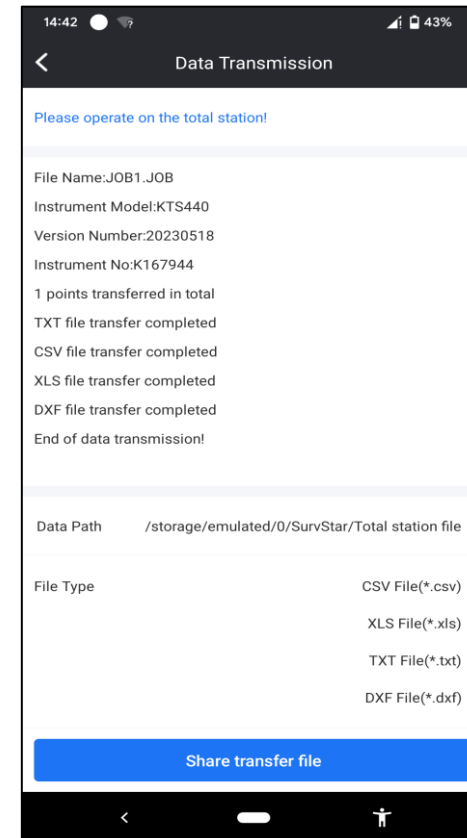 14:42 43%
Data Transmission
Please operate on the total station!
File Name:JOB1.JOB
Instrument Model:KTS440
Version Number:20230518
Instrument No:K167944
1 points transferred in total
TXT file transfer completed
CSV file transfer completed
XLS file transfer completed
DXF file transfer completed
End of data transmission!
Data Path /storage/emulated/0/SurvStar/Total station file
File Type CSV File(*.csv)
XLS File(*.xls)
TXT File(*.txt)
DXF File(*.dxf)
Share transfer file